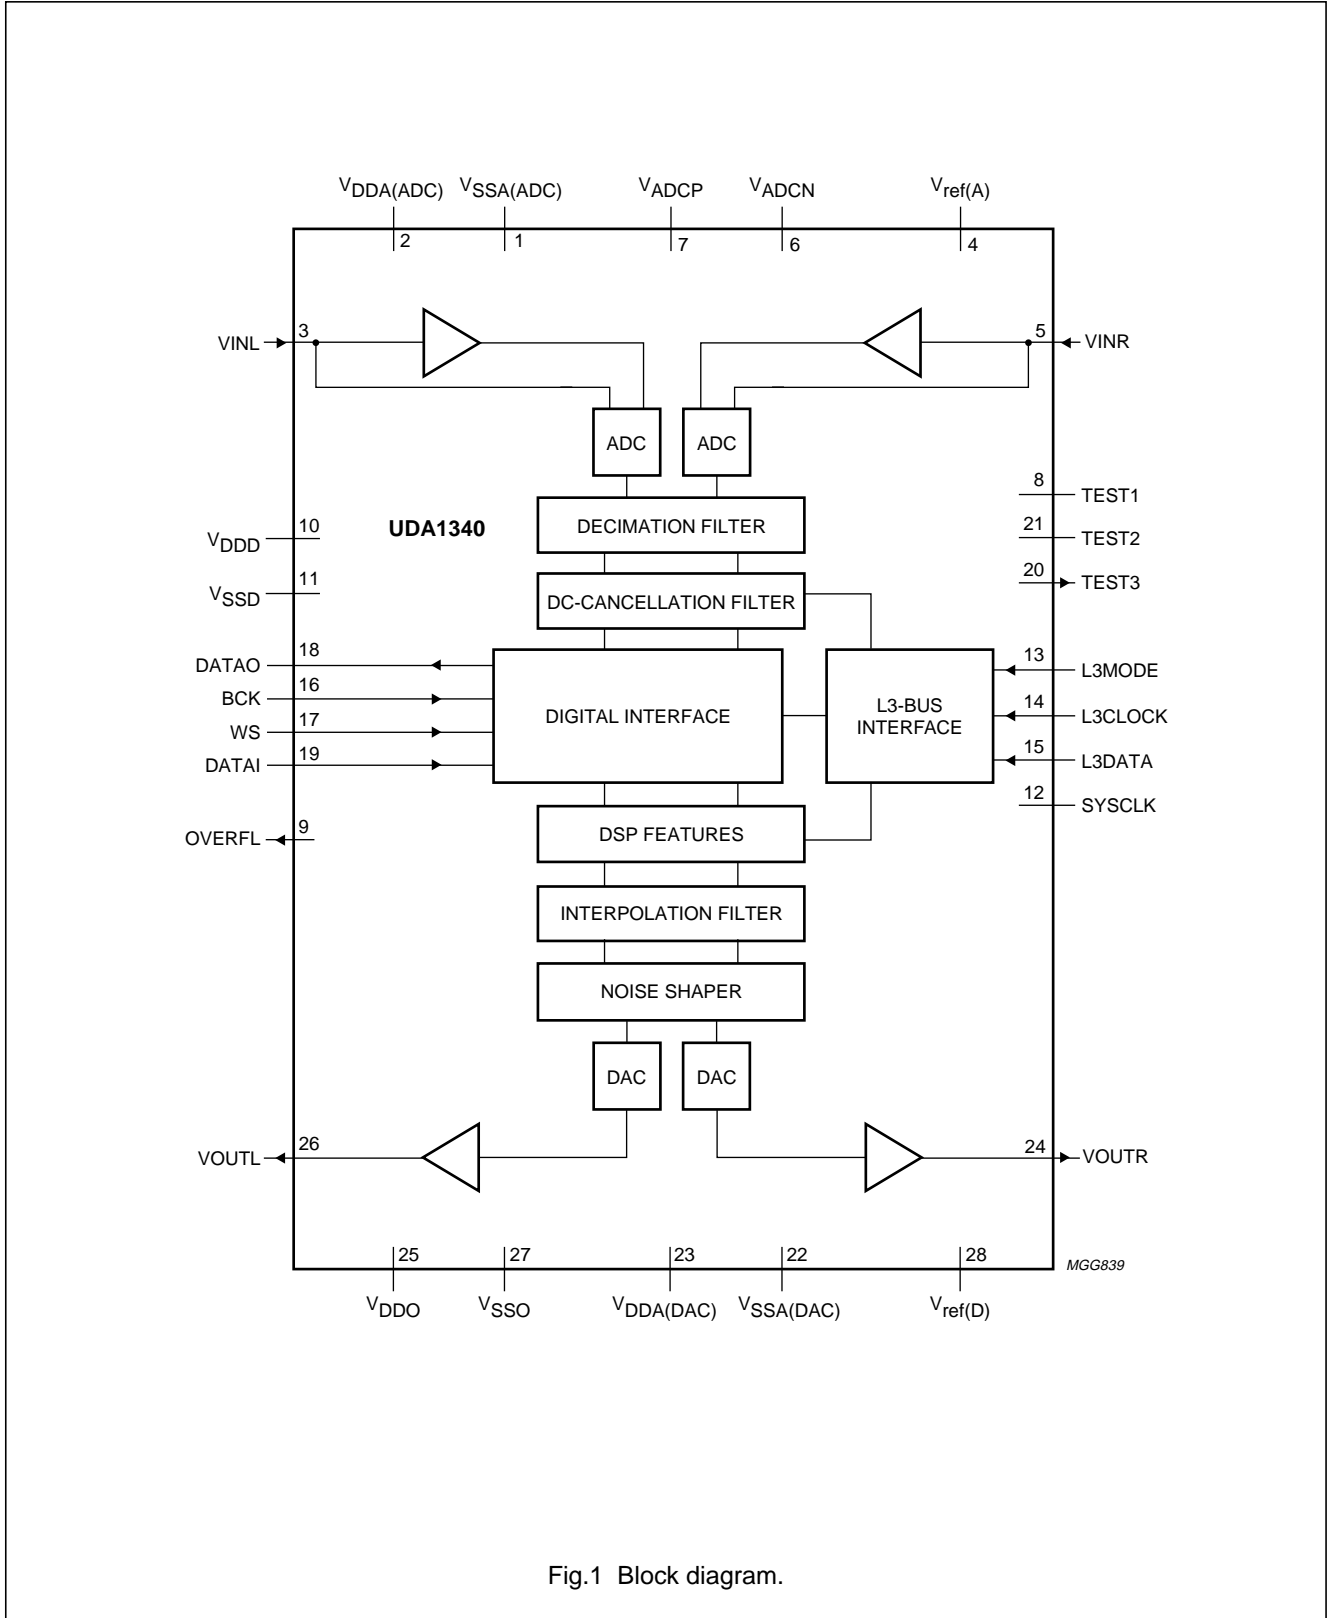 VDDA(ADC) VSSA(ADC) VADCP VADCN Vref(A)
2 1 7 6 4
VINL 3 5 VINR
ADC ADC
8 TEST1
10 UDA1340 DECIMATION FILTER 21 TEST2
VDDD
11 20 TEST3
VSSD DC-CANCELLATION FILTER
DATAO 18 13 L3MODE
BCK 16 14 L3CLOCK
WS 17 DIGITAL INTERFACE L3-BUS
INTERFACE
DATAI 19 15 L3DATA
12 SYSCLK
OVERFL 9 DSP FEATURES
INTERPOLATION FILTER
NOISE SHAPER
DAC DAC
VOUTL 26 24 VOUTR
25 27 23 22 28
MGG839
VDDO VSSO VDDA(DAC) VSSA(DAC) Vref(D)
Fig.1 Block diagram.